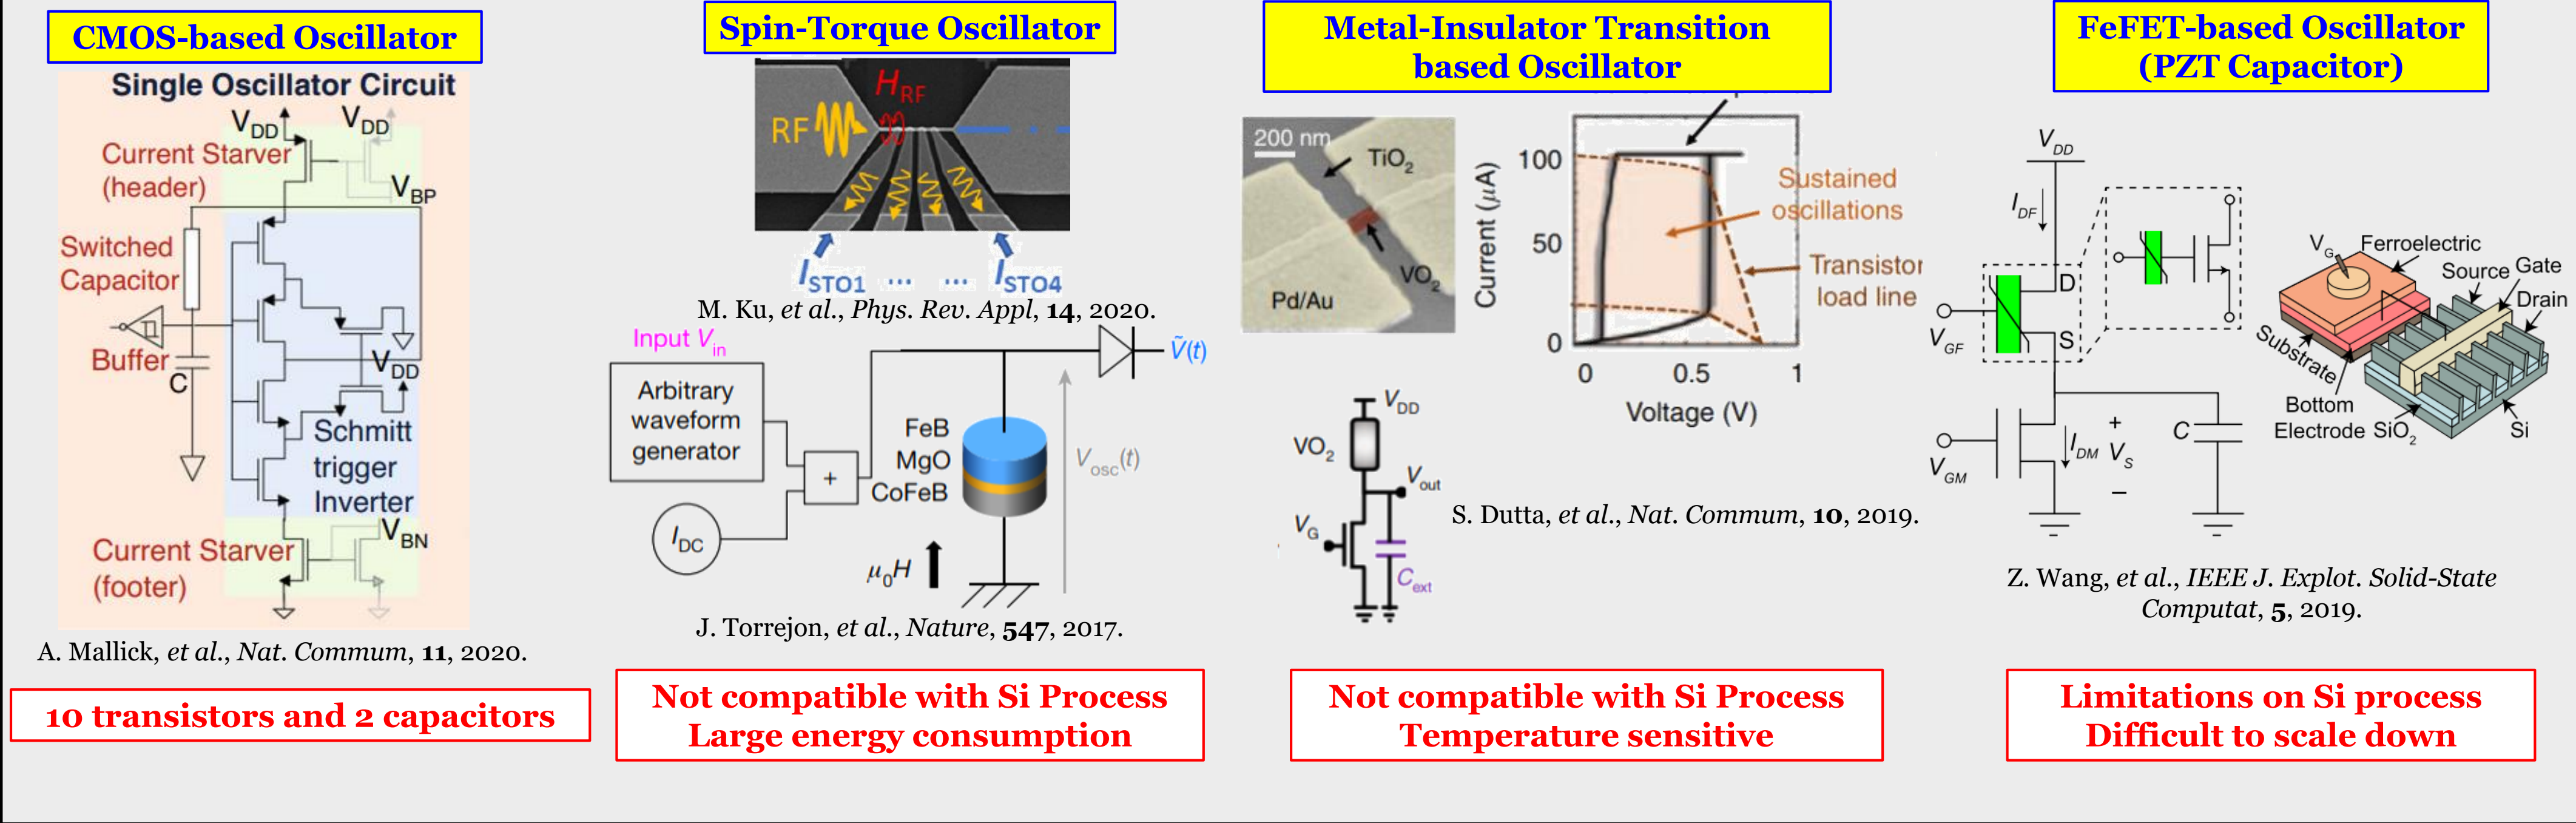 CMOS-based Oscillator
Single Oscillator Circuit
VDD
VDD
Current Starver
(header)
VBP
Switched
Capacitor
Buffer
C
VDD
Schmitt
trigger
Inverter
Current Starver
(footer)
VBN
A. Mallick, et al., Nat. Commum, 11, 2020.
10 transistors and 2 capacitors
Spin-Torque Oscillator
HRF
RF
ISTO1 ... ... ISTO4
M. Ku, et al., Phys. Rev. Appl, 14, 2020.
Input Vin
Ṽ(t)
Arbitrary
waveform
generator
FeB
MgO
CoFeB
+
Vosc(t)
IDC
μ0H
J. Torrejon, et al., Nature, 547, 2017.
Not compatible with Si Process
Large energy consumption
Metal-Insulator Transition
based Oscillator
200 nm
TiO2
VO2
Pd/Au
Current (μA)
100
50
0
0 0.5 1
Voltage (V)
Sustained
oscillations
Transistor
load line
VDD
VO2
Vout
VG
Cext
S. Dutta, et al., Nat. Commum, 10, 2019.
Not compatible with Si Process
Temperature sensitive
FeFET-based Oscillator
(PZT Capacitor)
VDD
IDF
D
S
VGF
VGM
IDM
+
VS
−
C
VG
Ferroelectric
Source
Gate
Drain
Substrate
Bottom
Electrode
SiO2
Si
Z. Wang, et al., IEEE J. Explot. Solid-State
Computat, 5, 2019.
Limitations on Si process
Difficult to scale down